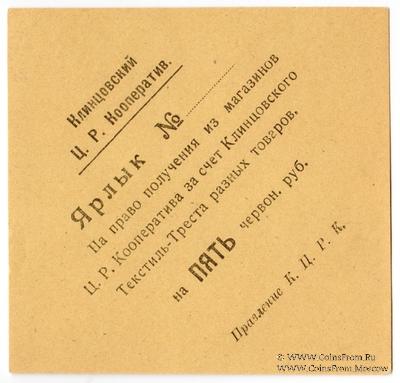 Клинцовский
Ц. Р. Кооператив.
Ярлык №
На право получения из магазинов
Ц. Р. Кооператива за счет Клинцовского
Текстиль-Треста разных товаров.
на ПЯТЬ червон. руб.
Правление К. Ц. Р. К.
© WWW.CoinsFrom.Ru
CoinsFrom.Moscow